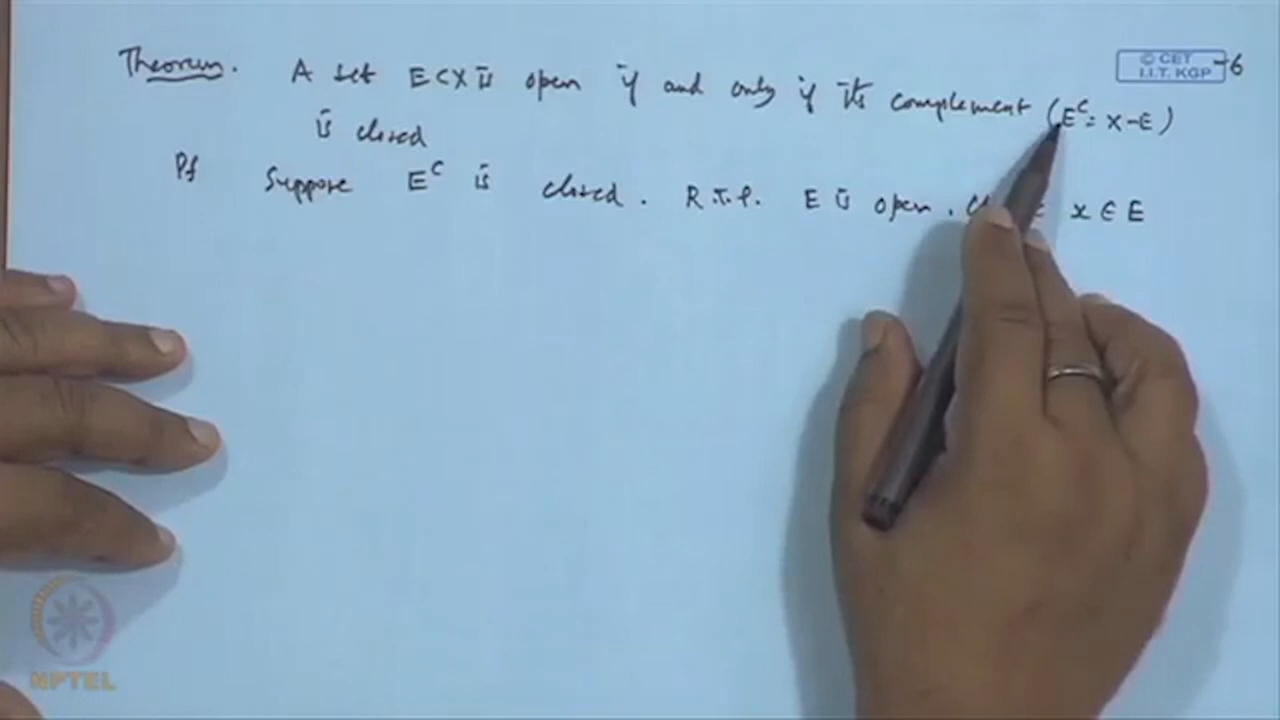 Theorem. A set E⊂X is open if and only if its complement (E^C = X-E)
is closed
Pf Suppose E^C is closed. R.T.P. E is open. x ∈ E
© CET
I.I.T. KGP
-6
NPTEL